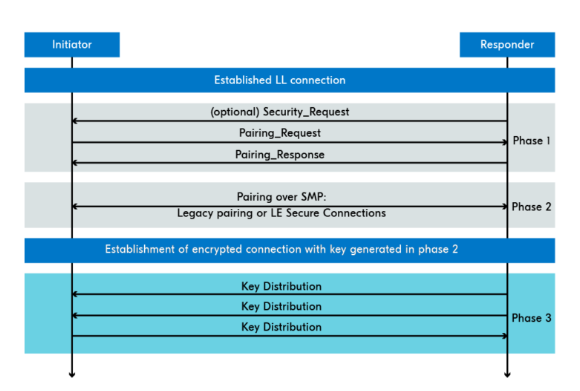 Initiator
Responder
Established LL connection
(optional) Security_Request
Pairing_Request
Phase 1
Pairing_Response
Pairing over SMP:
Phase 2
Legacy pairing or LE Secure Connections
Establishment of encrypted connection with key generated in phase 2
Key Distribution
Key Distribution
Phase 3
Key Distribution